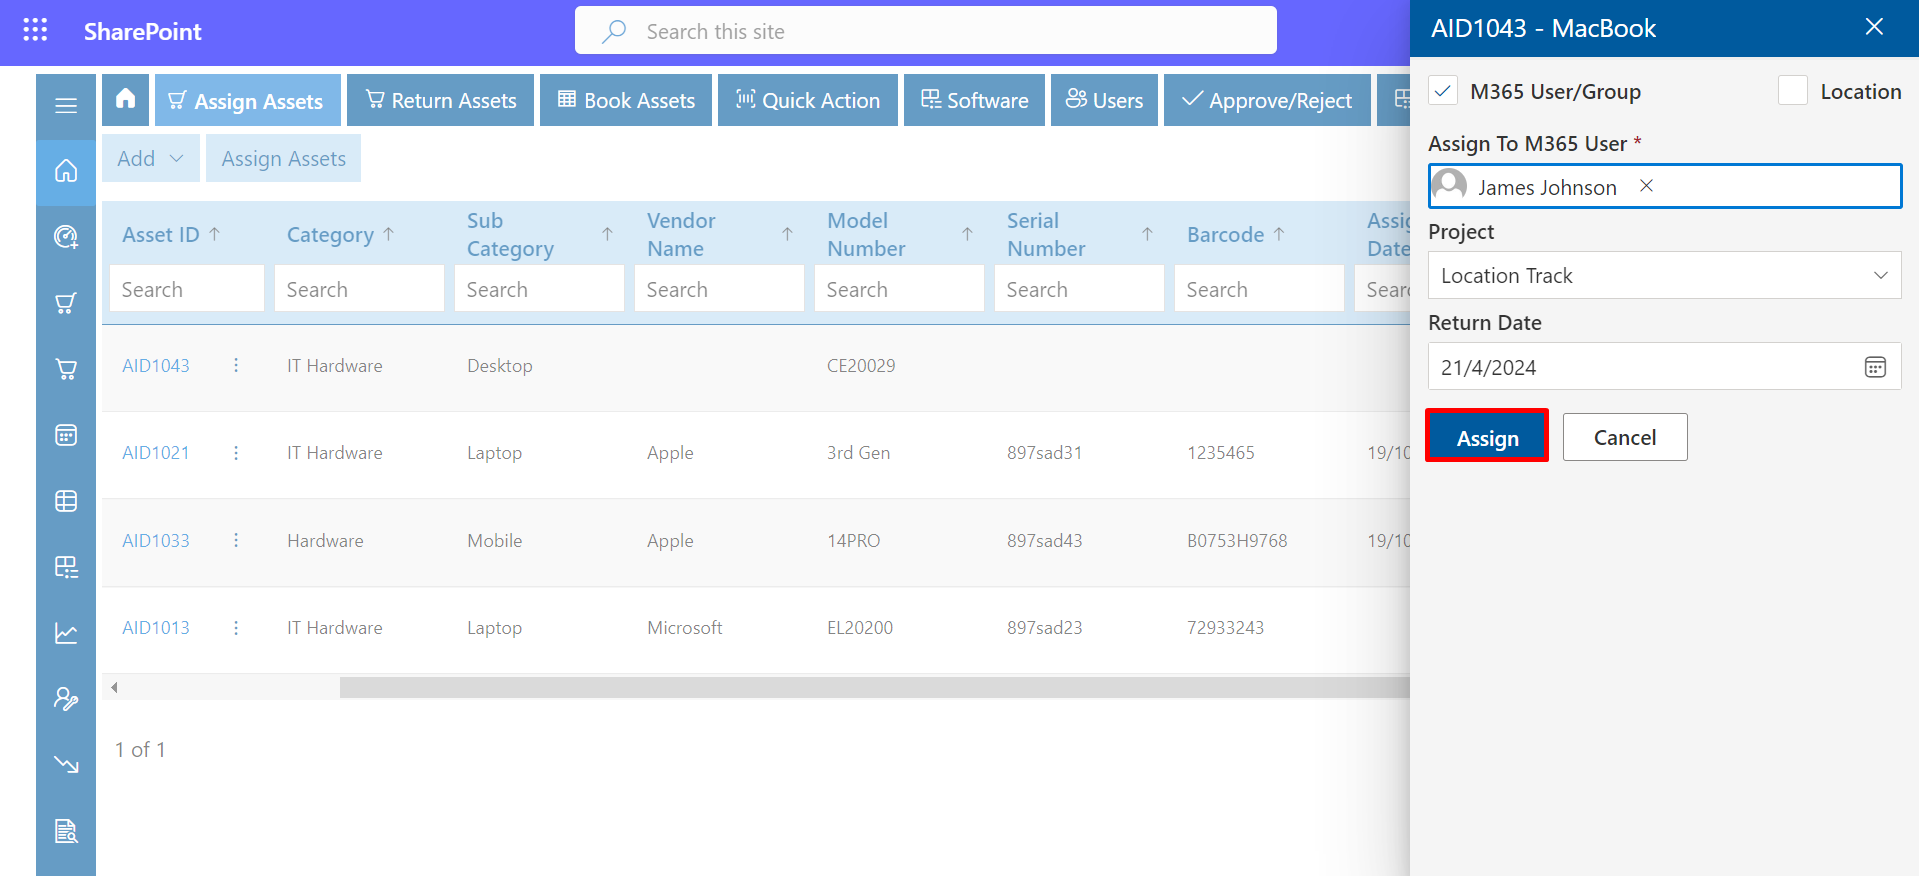 SharePoint
Search this site
AID1043 - MacBook
Assign Assets
Return Assets
Book Assets
Quick Action
Software
Users
Approve/Reject
M365 User/Group
Location
Add
Assign Assets
Assign To M365 User *
James Johnson
Asset ID
Category
Sub
Category
Vendor
Name
Model
Number
Serial
Number
Barcode
Assig
Date
Project
Search
Search
Search
Search
Search
Search
Search
Sear
Location Track
Return Date
21/4/2024
AID1043
IT Hardware
Desktop
CE20029
Assign
Cancel
AID1021
IT Hardware
Laptop
Apple
3rd Gen
897sad31
1235465
19/10
AID1033
Hardware
Mobile
Apple
14PRO
897sad43
B0753H9768
19/10
AID1013
IT Hardware
Laptop
Microsoft
EL20200
897sad23
72933243
1 of 1